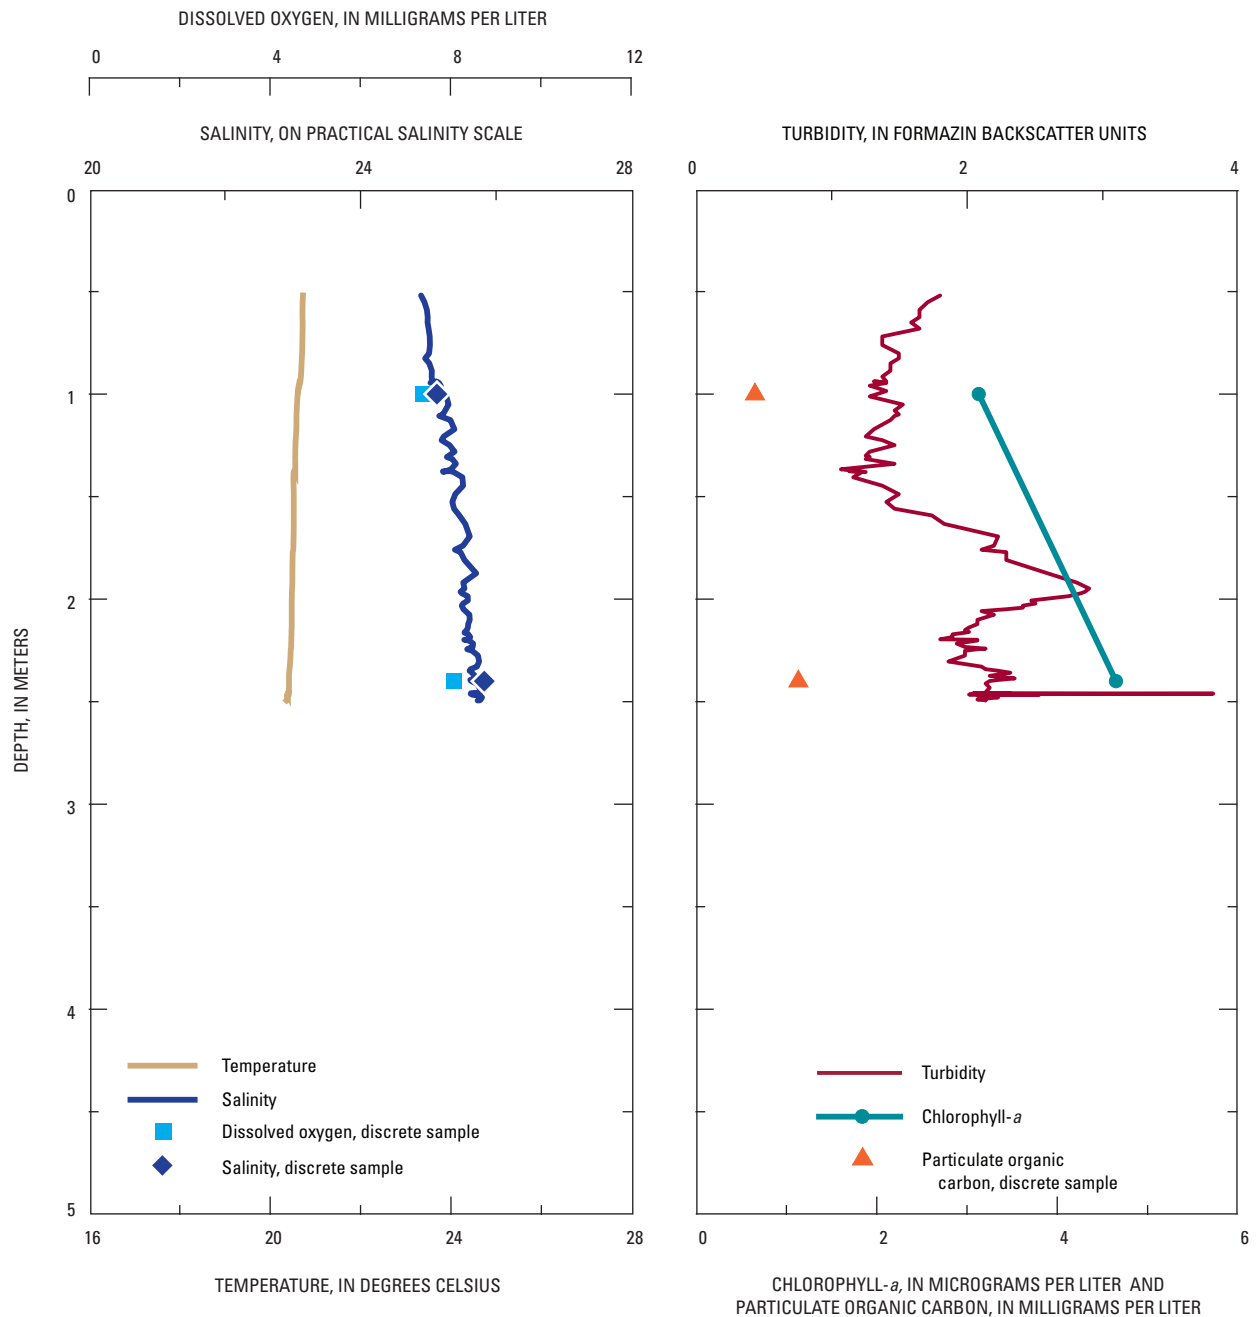 DISSOLVED OXYGEN, IN MILLIGRAMS PER LITER
0 4 8 12
SALINITY, ON PRACTICAL SALINITY SCALE
20 24 28
TURBIDITY, IN FORMAZIN BACKSCATTER UNITS
0 2 4
DEPTH, IN METERS
0
1
2
3
4
5
Temperature
Salinity
Dissolved oxygen, discrete sample
Salinity, discrete sample
Turbidity
Chlorophyll-a
Particulate organic
carbon, discrete sample
16 20 24 28
TEMPERATURE, IN DEGREES CELSIUS
0 2 4 6
CHLOROPHYLL-a, IN MICROGRAMS PER LITER AND
PARTICULATE ORGANIC CARBON, IN MILLIGRAMS PER LITER